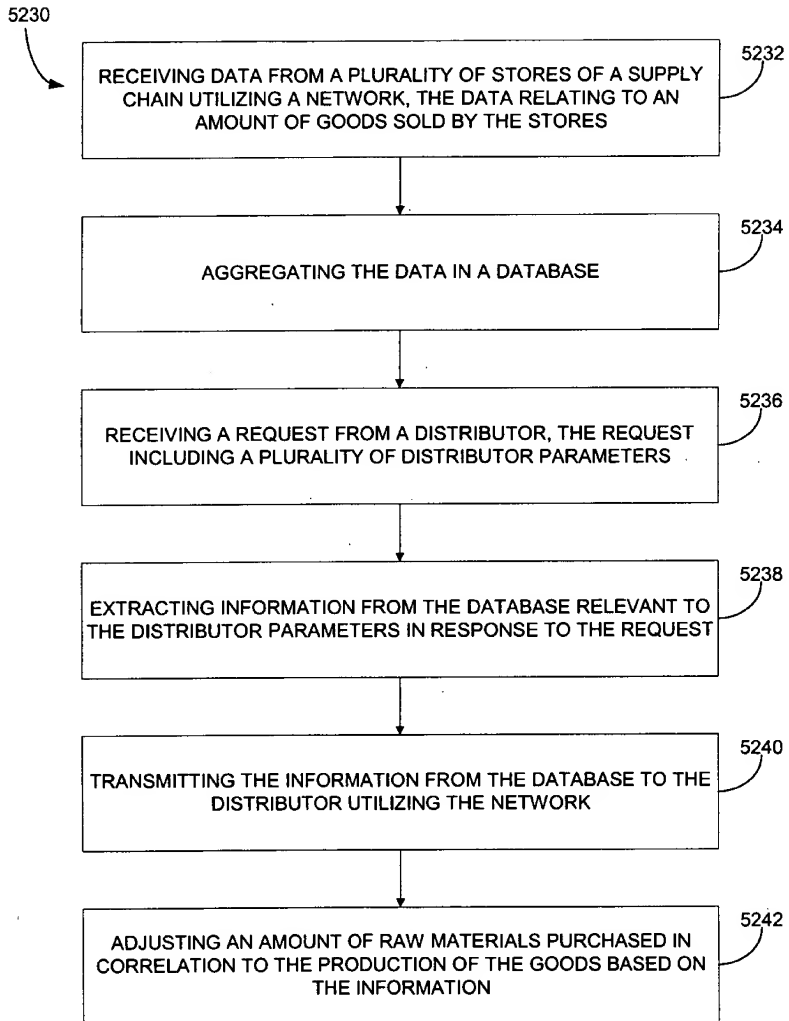 5230
RECEIVING DATA FROM A PLURALITY OF STORES OF A SUPPLY
CHAIN UTILIZING A NETWORK, THE DATA RELATING TO AN
AMOUNT OF GOODS SOLD BY THE STORES
5232
AGGREGATING THE DATA IN A DATABASE
5234
RECEIVING A REQUEST FROM A DISTRIBUTOR, THE REQUEST
INCLUDING A PLURALITY OF DISTRIBUTOR PARAMETERS
5236
EXTRACTING INFORMATION FROM THE DATABASE RELEVANT TO
THE DISTRIBUTOR PARAMETERS IN RESPONSE TO THE REQUEST
5238
TRANSMITTING THE INFORMATION FROM THE DATABASE TO THE
DISTRIBUTOR UTILIZING THE NETWORK
5240
ADJUSTING AN AMOUNT OF RAW MATERIALS PURCHASED IN
CORRELATION TO THE PRODUCTION OF THE GOODS BASED ON
THE INFORMATION
5242